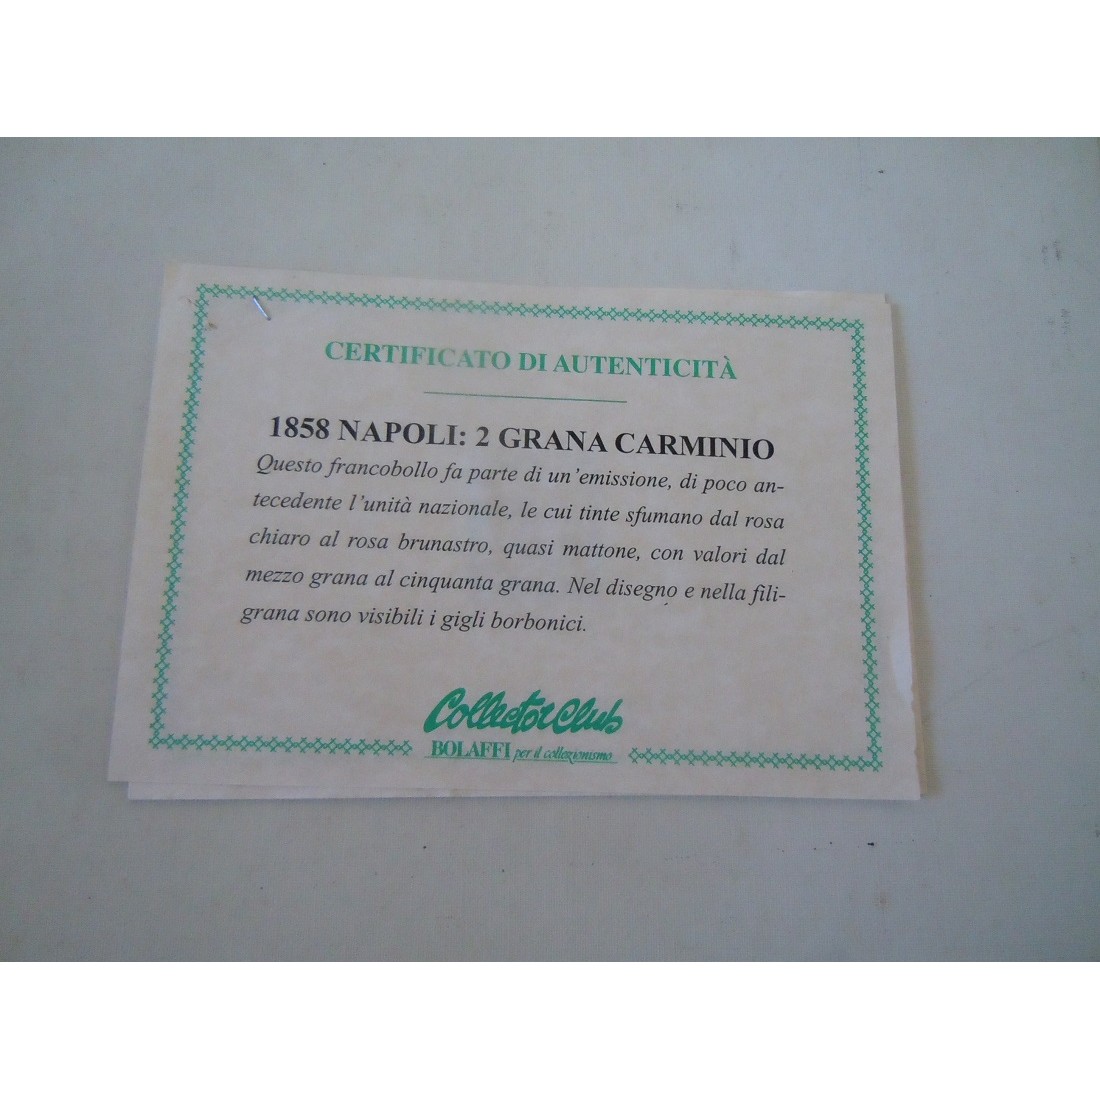 CERTIFICATO DI AUTENTICITÀ
1858 NAPOLI: 2 GRANA CARMINIO
Questo francobollo fa parte di un'emissione, di poco an-
tecedente l'unità nazionale, le cui tinte sfumano dal rosa
chiaro al rosa brunastro, quasi mattone, con valori dal
mezzo grana al cinquanta grana. Nel disegno e nella fili-
grana sono visibili i gigli borbonici.
Collector Club
BOLAFFI per il collezionismo